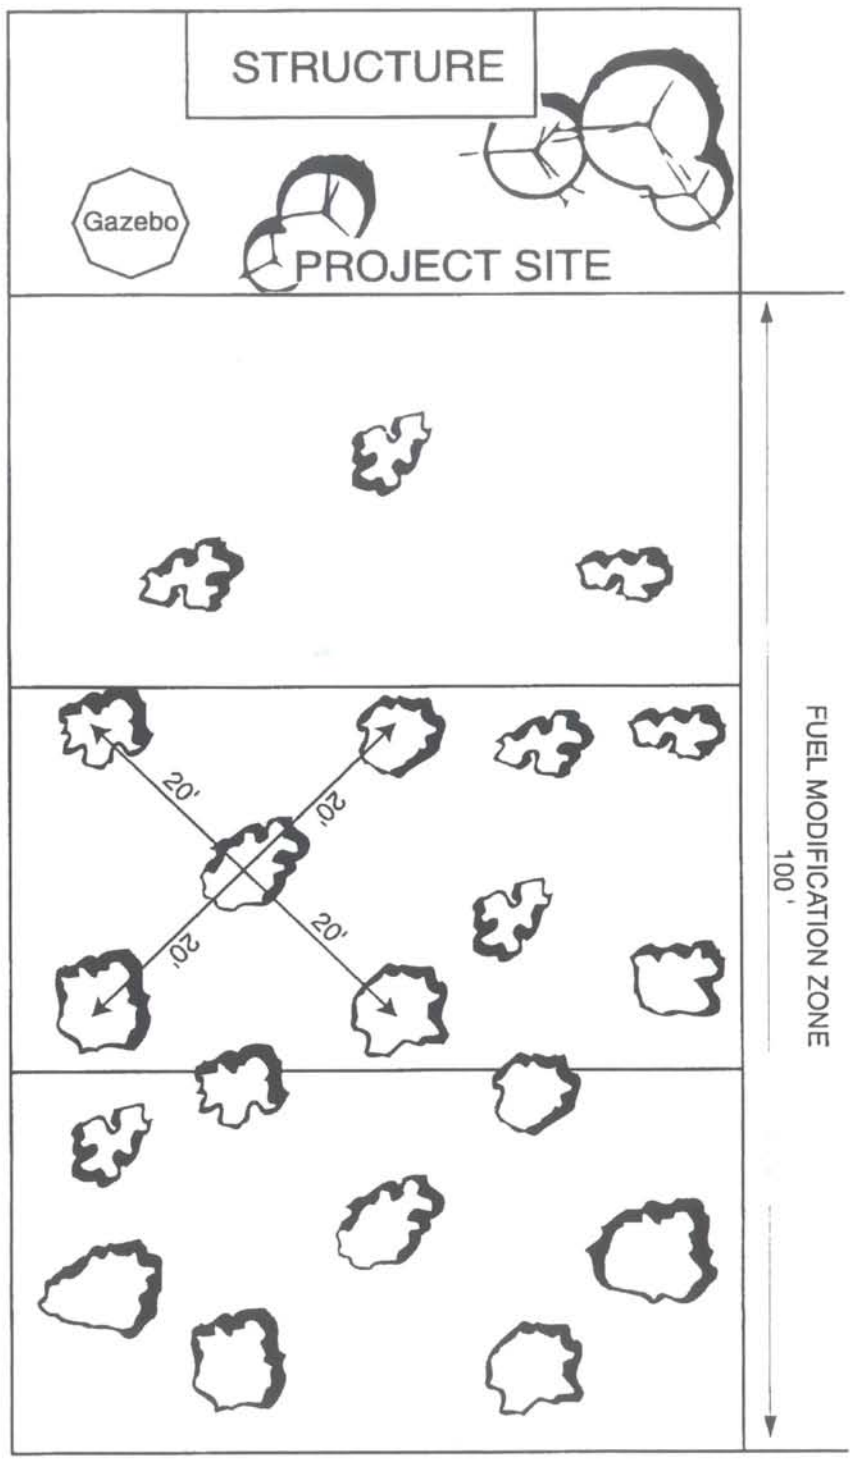 STRUCTURE
Gazebo
PROJECT SITE
20'
20'
20'
20'
FUEL MODIFICATION ZONE
100'